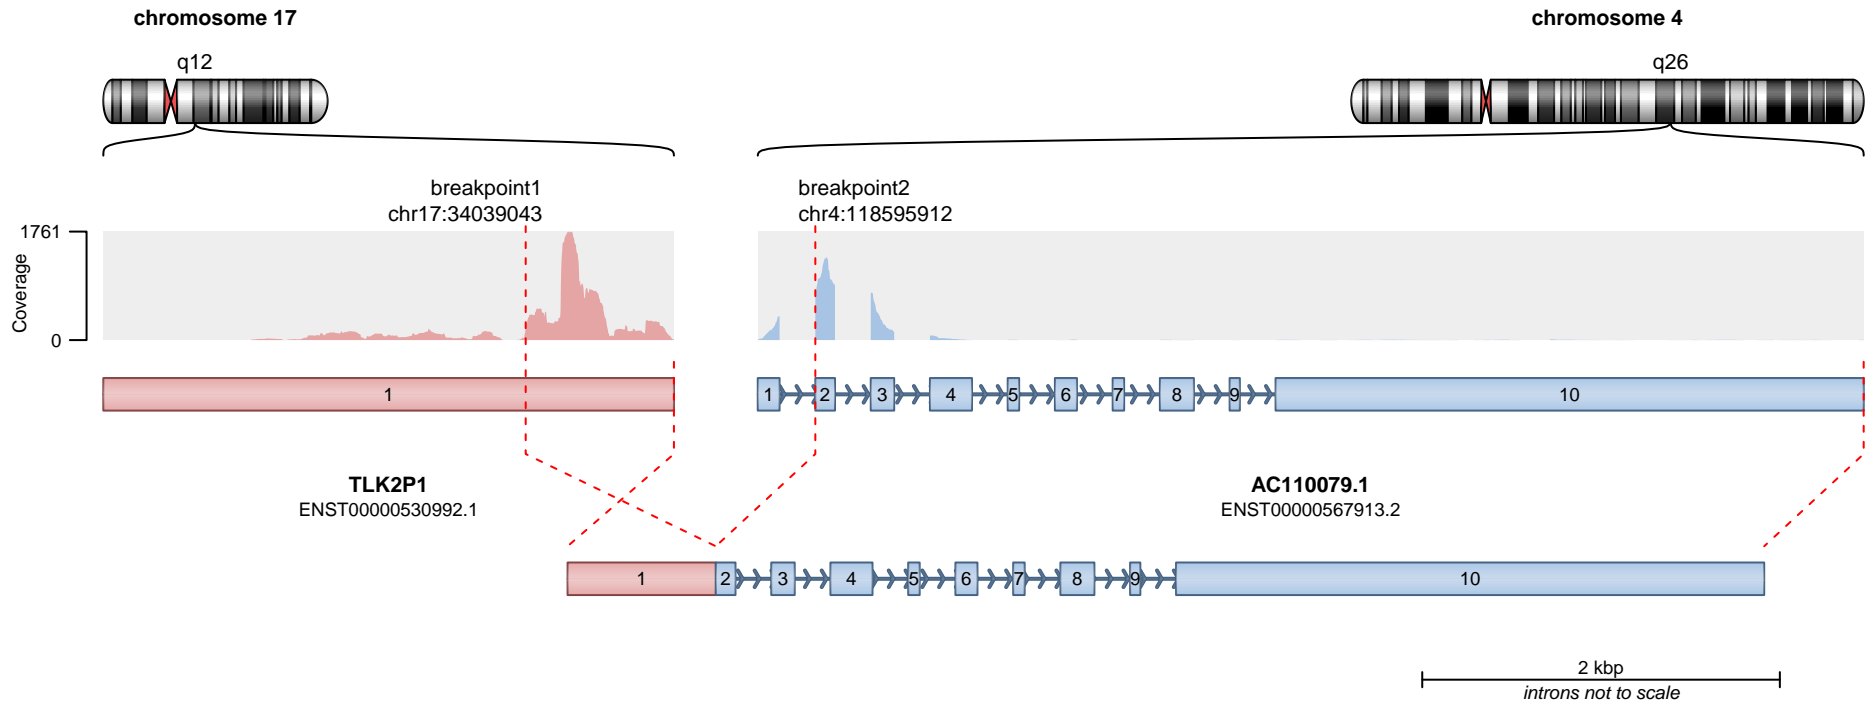 chromosome 17
chromosome 4
q12
q26
breakpoint1
chr17:34039043
breakpoint2
chr4:118595912
1761
0
Coverage
1
1 2 3 4 5 6 7 8 9 10
TLK2P1
ENST00000530992.1
AC110079.1
ENST00000567913.2
1 2 3 4 5 6 7 8 9 10
2 kbp
introns not to scale